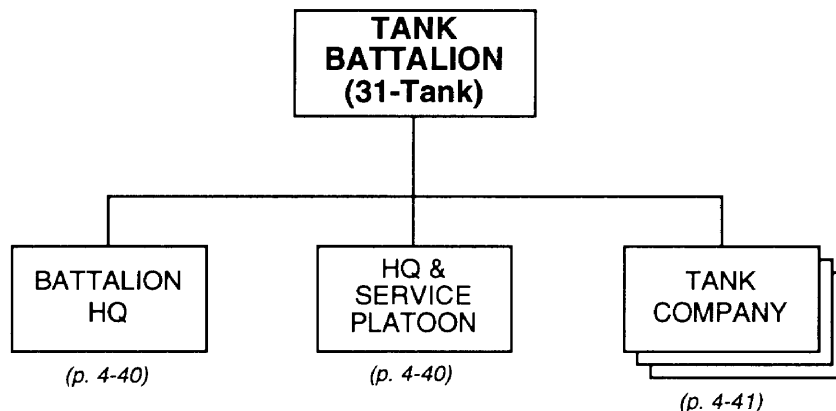 TANK
BATTALION
(31-Tank)
BATTALION
HQ
(p. 4-40)
HQ &
SERVICE
PLATOON
(p. 4-40)
TANK
COMPANY
(p. 4-41)